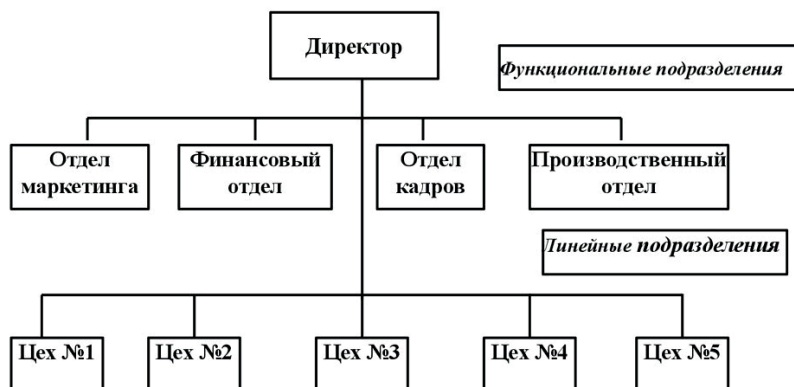 Директор
Функциональные подразделения
Отдел
маркетинга
Финансовый
отдел
Отдел
кадров
Производственный
отдел
Линейные подразделения
Цех №1
Цех №2
Цех №3
Цех №4
Цех №5